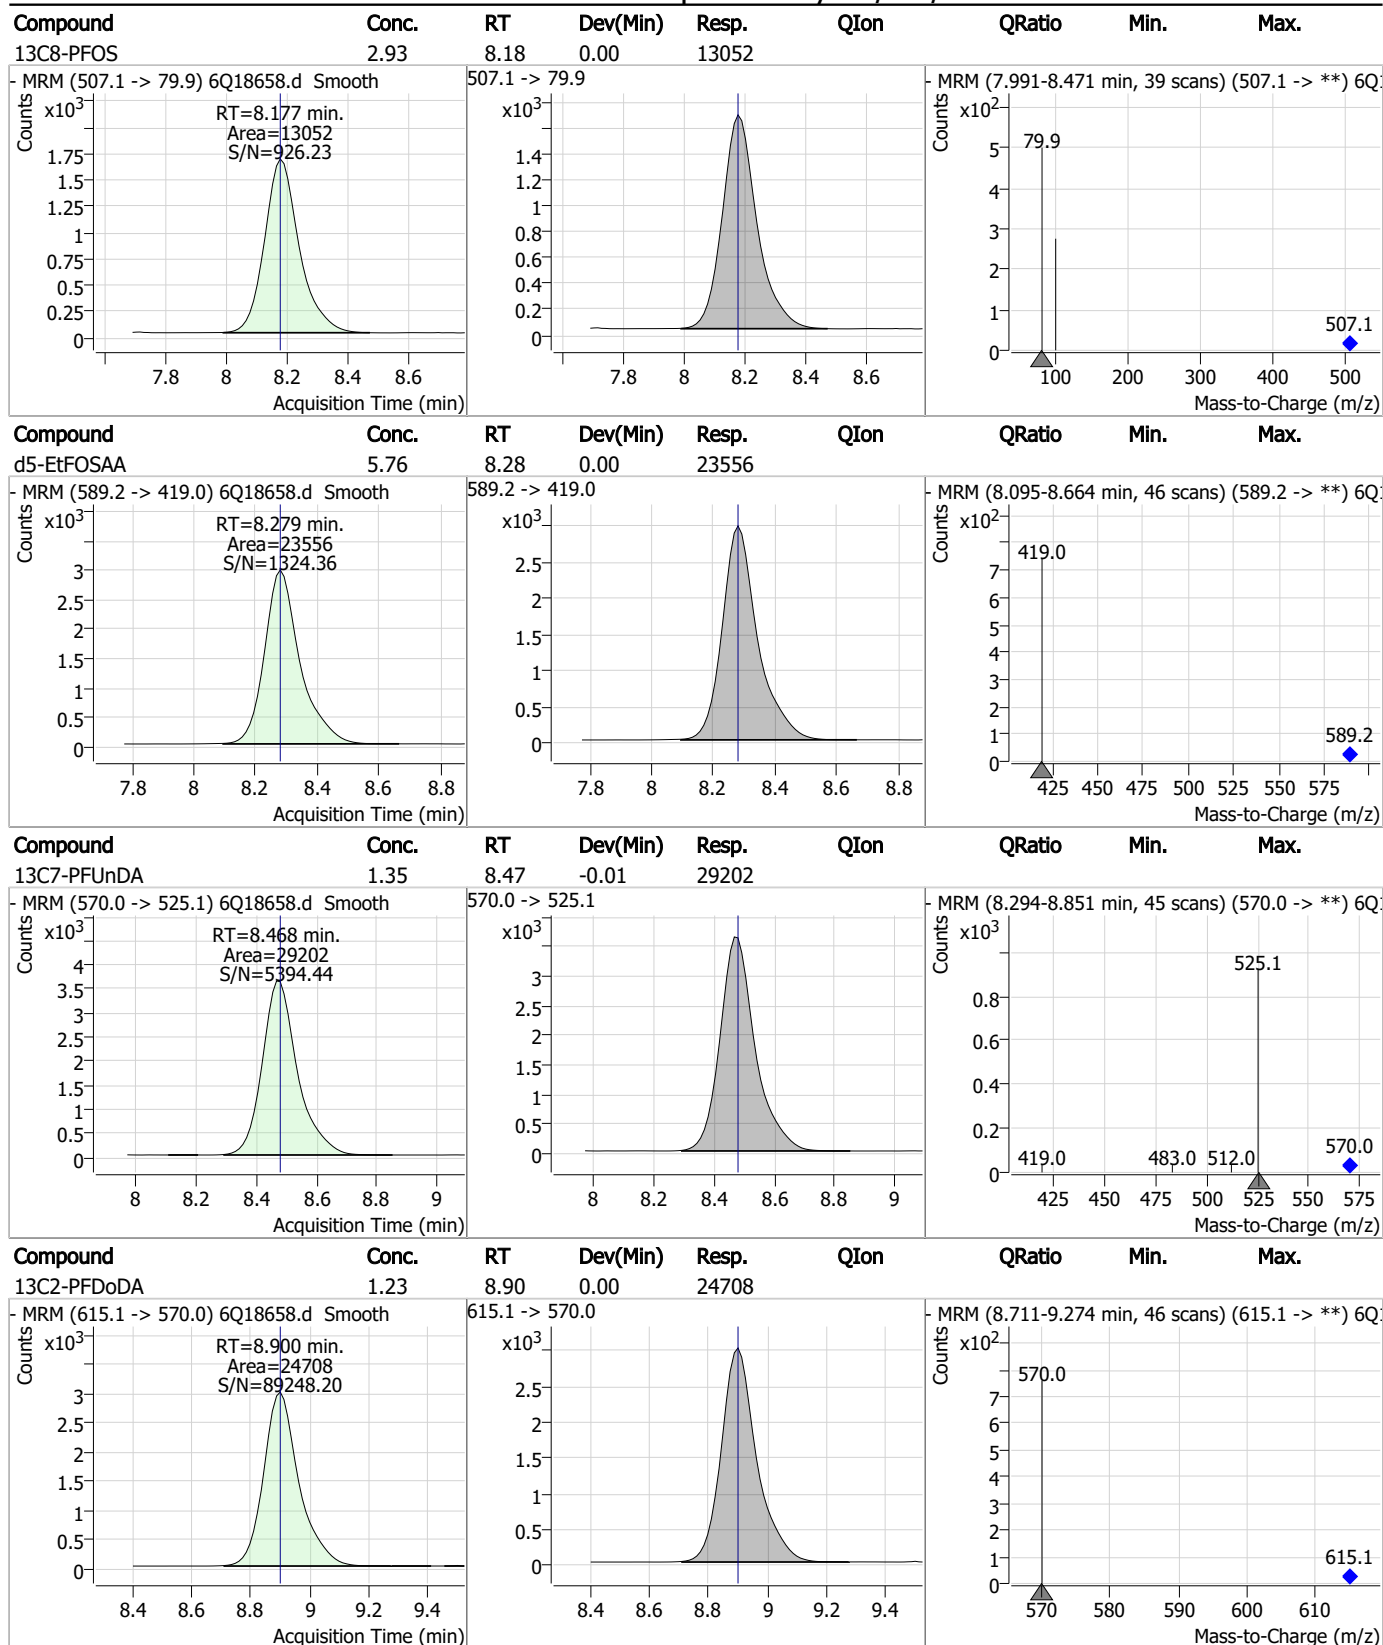 Compound Conc. RT Dev(Min) Resp. QIon QRatio Min. Max.
13C8-PFOS 2.93 8.18 0.00 13052
- MRM (507.1 -> 79.9) 6Q18658.d Smooth
Counts
x10³
RT=8.177 min.
Area=13052
S/N=926.23
1.75
1.5
1.25
1
0.75
0.5
0.25
0
7.8 8 8.2 8.4 8.6
Acquisition Time (min)
507.1 -> 79.9
x10³
1.4
1.2
1
0.8
0.6
0.4
0.2
0
7.8 8 8.2 8.4 8.6
- MRM (7.991-8.471 min, 39 scans) (507.1 -> **) 6Q
Counts
x10²
79.9
5
4
3
2
1
0
507.1
100 200 300 400 500
Mass-to-Charge (m/z)
Compound Conc. RT Dev(Min) Resp. QIon QRatio Min. Max.
d5-EtFOSAA 5.76 8.28 0.00 23556
- MRM (589.2 -> 419.0) 6Q18658.d Smooth
Counts
x10³
RT=8.279 min.
Area=23556
S/N=1324.36
3
2.5
2
1.5
1
0.5
0
7.8 8 8.2 8.4 8.6 8.8
Acquisition Time (min)
589.2 -> 419.0
x10³
2.5
2
1.5
1
0.5
0
7.8 8 8.2 8.4 8.6 8.8
- MRM (8.095-8.664 min, 46 scans) (589.2 -> **) 6Q
Counts
x10²
419.0
7
6
5
4
3
2
1
0
589.2
425 450 475 500 525 550 575
Mass-to-Charge (m/z)
Compound Conc. RT Dev(Min) Resp. QIon QRatio Min. Max.
13C7-PFUnDA 1.35 8.47 -0.01 29202
- MRM (570.0 -> 525.1) 6Q18658.d Smooth
Counts
x10³
RT=8.468 min.
Area=29202
S/N=5394.44
4
3.5
3
2.5
2
1.5
1
0.5
0
8 8.2 8.4 8.6 8.8 9
Acquisition Time (min)
570.0 -> 525.1
x10³
3
2.5
2
1.5
1
0.5
0
8 8.2 8.4 8.6 8.8 9
- MRM (8.294-8.851 min, 45 scans) (570.0 -> **) 6Q
Counts
x10³
525.1
0.8
0.6
0.4
0.2
0
419.0 483.0 512.0 570.0
425 450 475 500 525 550 575
Mass-to-Charge (m/z)
Compound Conc. RT Dev(Min) Resp. QIon QRatio Min. Max.
13C2-PFDoDA 1.23 8.90 0.00 24708
- MRM (615.1 -> 570.0) 6Q18658.d Smooth
Counts
x10³
RT=8.900 min.
Area=24708
S/N=89248.20
3
2.5
2
1.5
1
0.5
0
8.4 8.6 8.8 9 9.2 9.4
Acquisition Time (min)
615.1 -> 570.0
x10³
2.5
2
1.5
1
0.5
0
8.4 8.6 8.8 9 9.2 9.4
- MRM (8.711-9.274 min, 46 scans) (615.1 -> **) 6Q
Counts
x10²
570.0
7
6
5
4
3
2
1
0
615.1
570 580 590 600 610
Mass-to-Charge (m/z)